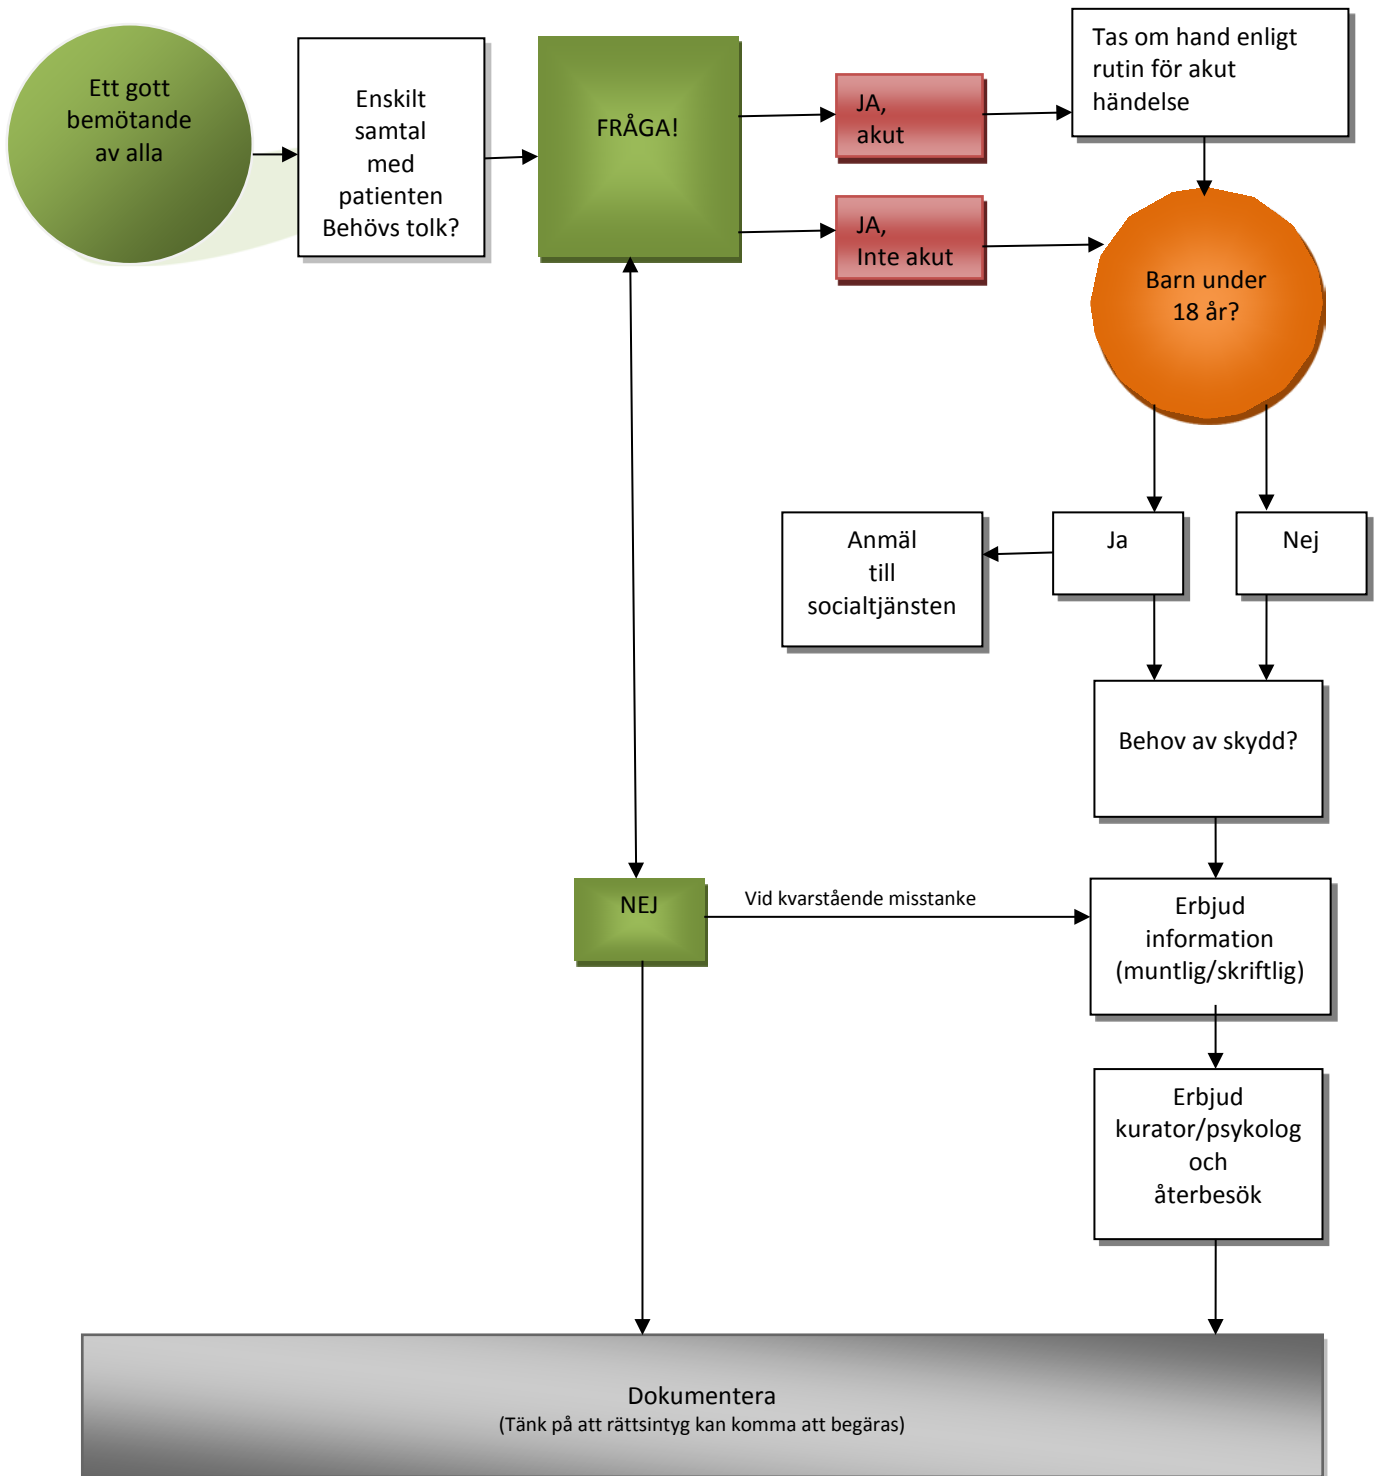 Ett gott
bemötande
av alla
Enskilt
samtal
med
patienten
Behövs tolk?
FRÅGA!
JA,
akut
Tas om hand enligt
rutin för akut
händelse
JA,
Inte akut
Barn under
18 år?
Anmäl
till
socialtjänsten
Ja
Nej
Behov av skydd?
NEJ
Vid kvarstående misstanke
Erbjud
information
(muntlig/skriftlig)
Erbjud
kurator/psykolog
och
återbesök
Dokumentera
(Tänk på att rättsintyg kan komma att begäras)